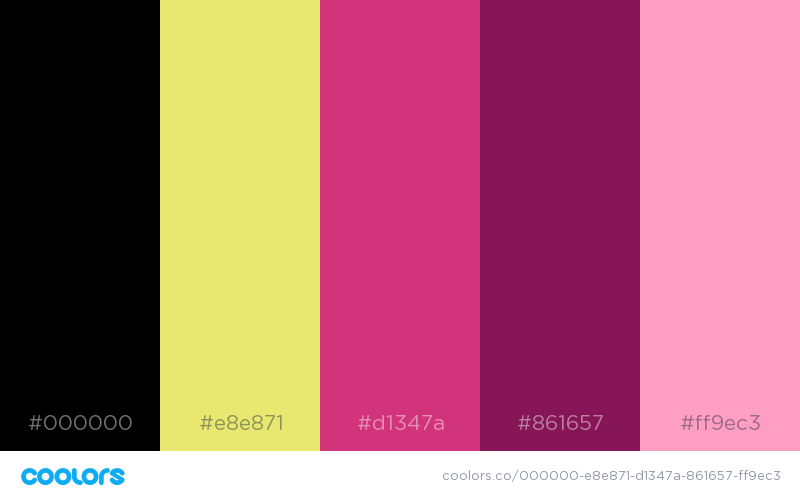 #000000
#e8e871
#d1347a
#861657
#ff9ec3
coolors
coolors.co/000000-e8e871-d1347a-861657-ff9ec3